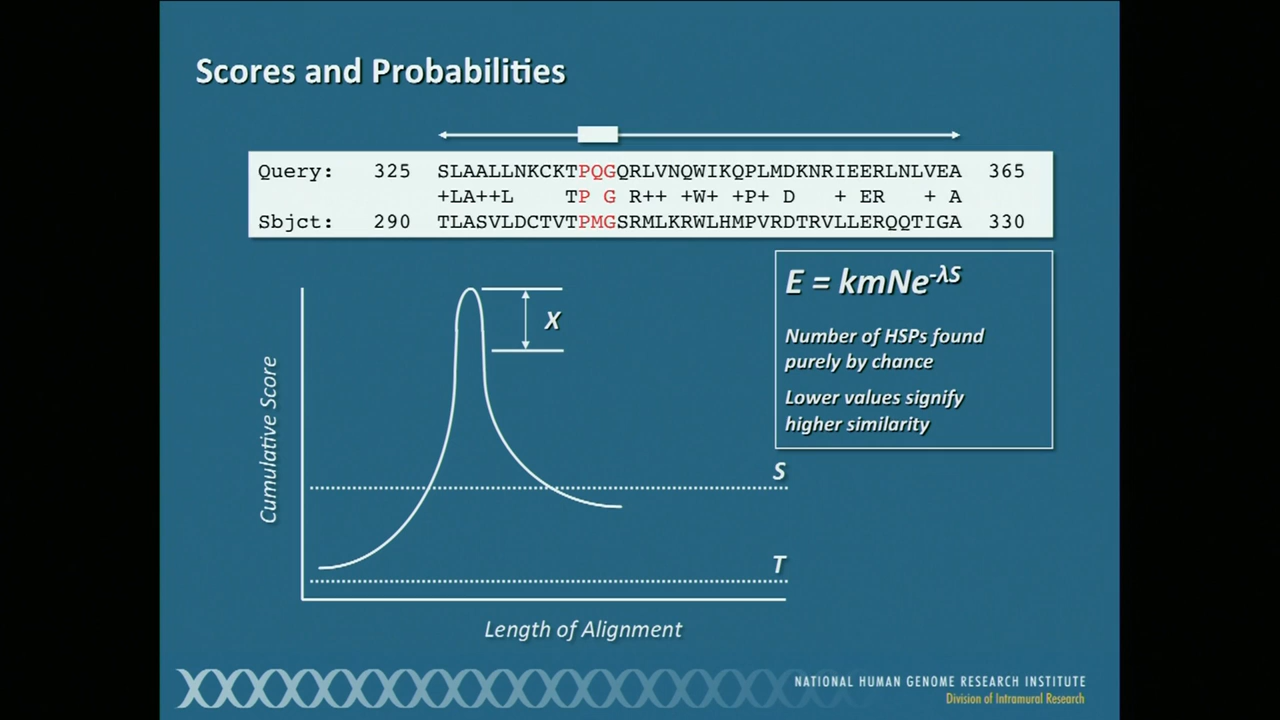 Scores and Probabilities
Query: 325 SLAALLNKCKTPQGQRLVNQWIKQPLMDKNRIEERLNLVEA 365
+LA++L TP G R++ +W+ +P+ D + ER + A
Sbjct: 290 TLASVLDCTVTPMGSRMLKRWLHMPVRDTRVLLERQQTIGA 330
E = kmNe-λS
Number of HSPs found
purely by chance
Lower values signify
higher similarity
X
Cumulative Score
S
T
Length of Alignment
NATIONAL HUMAN GENOME RESEARCH INSTITUTE
Division of Intramural Research